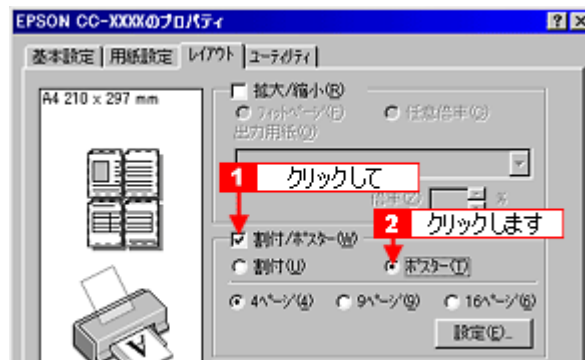 EPSON CC-XXXXのプロパティ
基本設定 用紙設定 レイアウト ユーティリティ
A4 210 x 297 mm
拡大/縮小(R)
フィットページ(F) 任意倍率(C)
出力用紙(O)
1 クリックして
倍率(Z) %
2 クリックします
割付/ポスター(W)
割付(U) ポスター(T)
4ページ(4) 9ページ(9) 16ページ(6)
設定(E)...